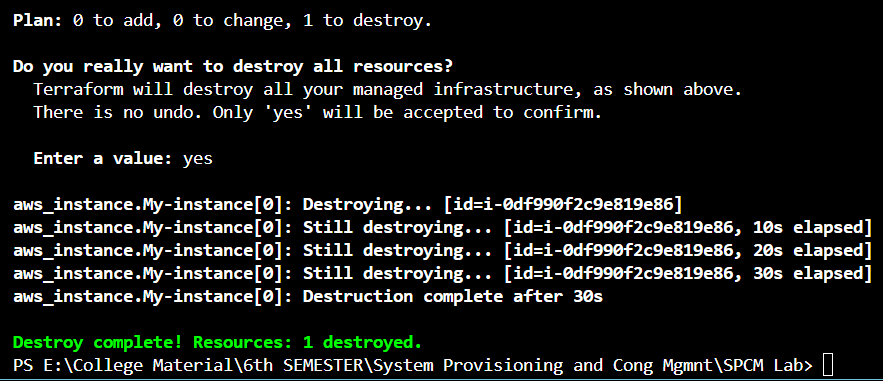 Plan: 0 to add, 0 to change, 1 to destroy.
Do you really want to destroy all resources?
Terraform will destroy all your managed infrastructure, as shown above.
There is no undo. Only 'yes' will be accepted to confirm.
Enter a value: yes
aws_instance.My-instance[0]: Destroying... [id=i-0df990f2c9e819e86]
aws_instance.My-instance[0]: Still destroying... [id=i-0df990f2c9e819e86, 10s elapsed]
aws_instance.My-instance[0]: Still destroying... [id=i-0df990f2c9e819e86, 20s elapsed]
aws_instance.My-instance[0]: Still destroying... [id=i-0df990f2c9e819e86, 30s elapsed]
aws_instance.My-instance[0]: Destruction complete after 30s
Destroy complete! Resources: 1 destroyed.
PS E:\College Material\6th SEMESTER\System Provisioning and Cong Mgmnt\SPCM Lab>